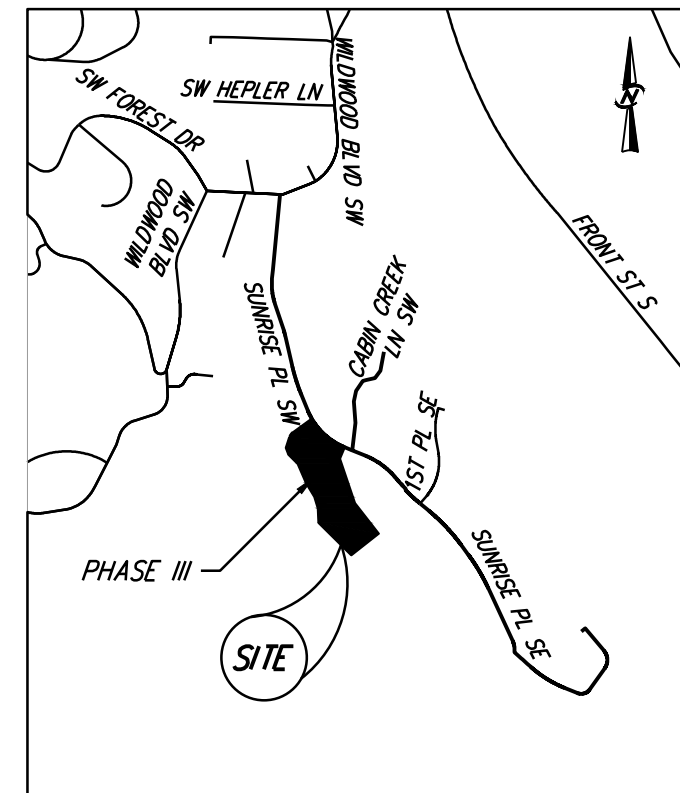 SW FOREST DR
SW HEPLER LN
WILDWOOD BLVD SW
N
WILDWOOD
BLVD SW
FRONT ST S
SUNRISE PL SW
CABIN CREEK
LN SW
1ST PL SE
SUNRISE PL SE
PHASE III
SITE